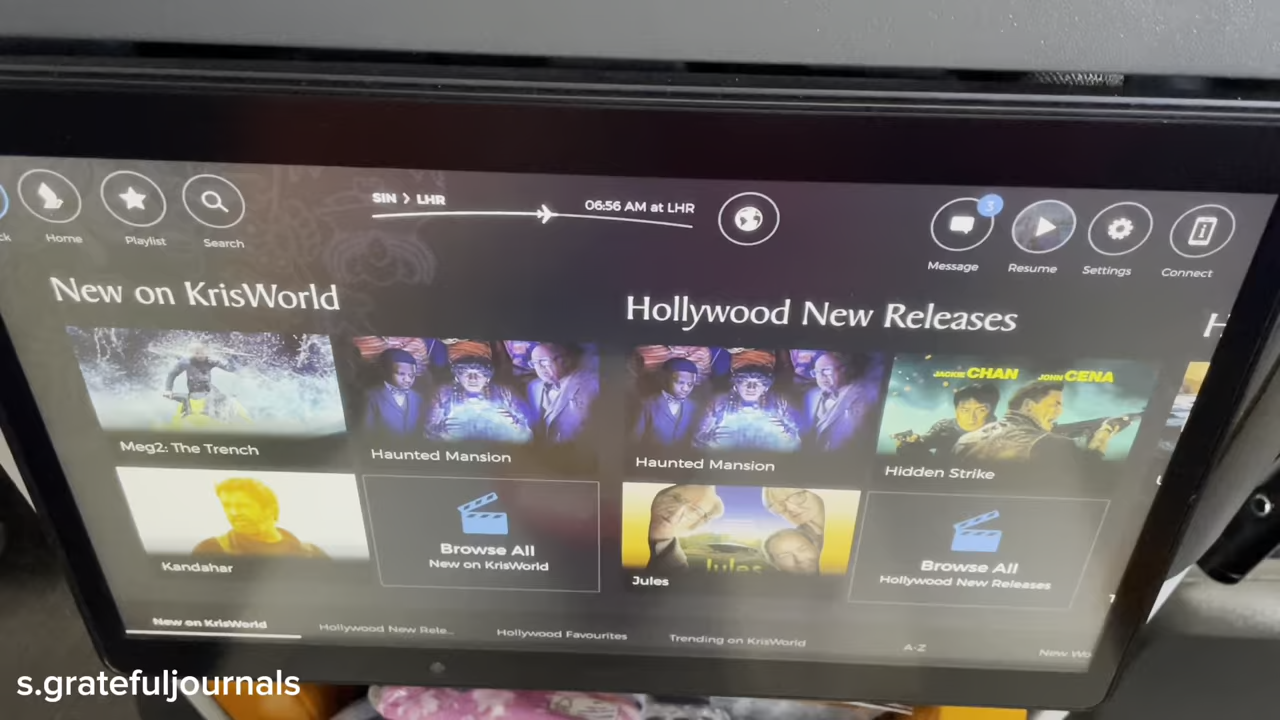 ck
Home
Playlist
Search
SIN > LHR
06:56 AM at LHR
3
Message
Resume
Settings
Connect
New on KrisWorld
Hollywood New Releases
H
Meg2: The Trench
Haunted Mansion
Haunted Mansion
JACKIE CHAN
JOHN CENA
Hidden Strike
Kandahar
Browse All
New on KrisWorld
Jules
Jules
Browse All
Hollywood New Releases
New on KrisWorld
Hollywood New Rele...
Hollywood Favourites
Trending on KrisWorld
A-Z
New Wo
s.gratefuljournals